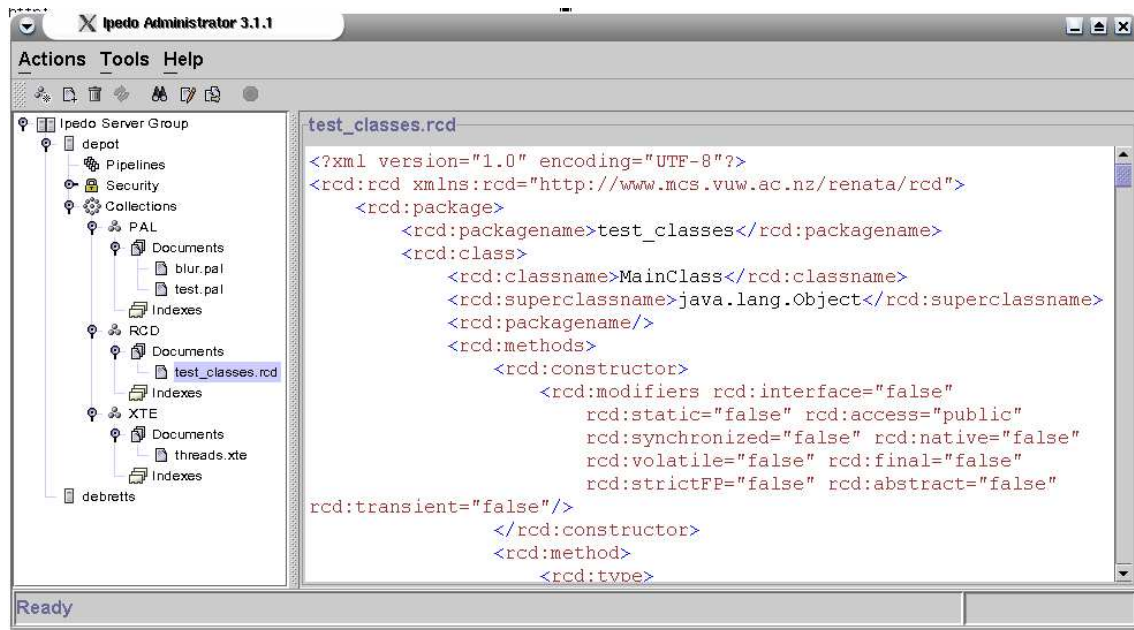 Ipedo Administrator 3.1.1
Actions Tools Help
Ipedo Server Group
depot
Pipelines
Security
Collections
PAL
Documents
blur.pal
test.pal
Indexes
RCD
Documents
test_classes.rcd
Indexes
XTE
Documents
threads.xte
Indexes
debretts
test_classes.rcd
<?xml version="1.0" encoding="UTF-8"?>
<rcd:rcd xmlns:rcd="http://www.mcs.vuw.ac.nz/renata/rcd">
<rcd:package>
<rcd:packagename>test_classes</rcd:packagename>
<rcd:class>
<rcd:classname>MainClass</rcd:classname>
<rcd:superclassname>java.lang.Object</rcd:superclassname>
<rcd:packagename/>
<rcd:methods>
<rcd:constructor>
<rcd:modifiers rcd:interface="false"
rcd:static="false" rcd:access="public"
rcd:synchronized="false" rcd:native="false"
rcd:volatile="false" rcd:final="false"
rcd:strictFP="false" rcd:abstract="false"
rcd:transient="false"/>
</rcd:constructor>
<rcd:method>
<rcd:type>
Ready